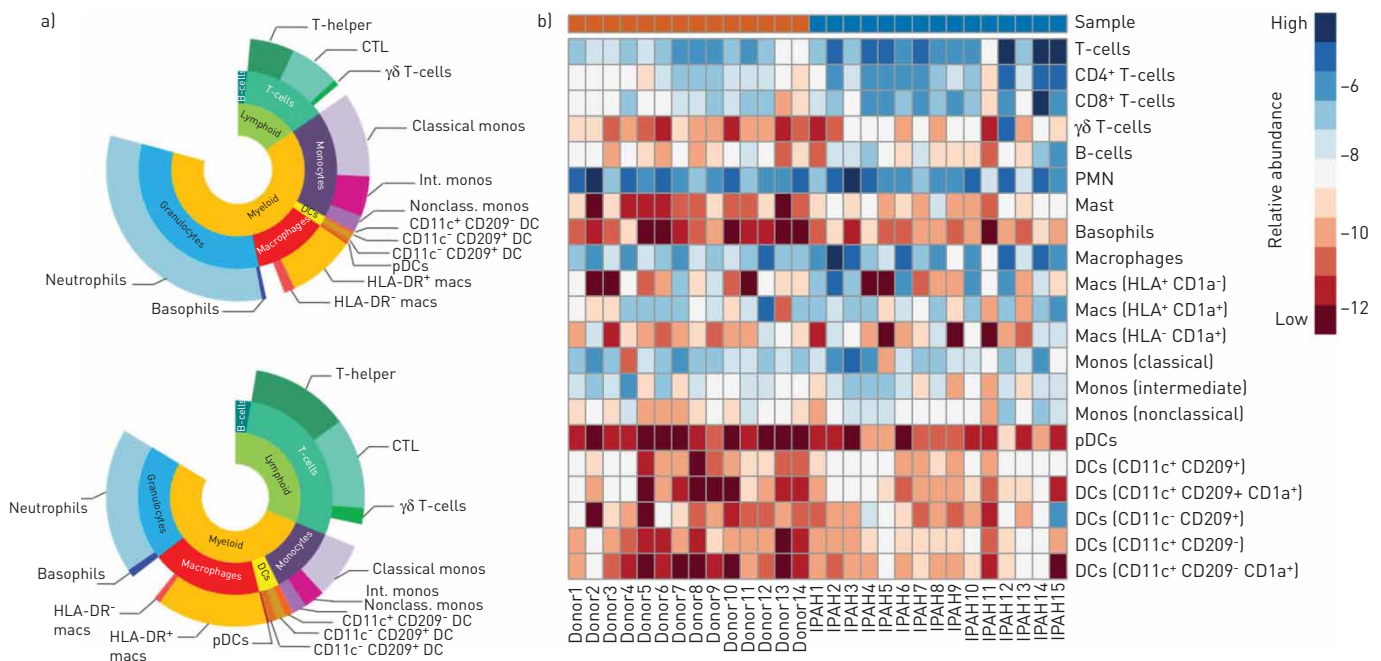 a)
T-helper
CTL
γδ T-cells
B-cells
T-cells
Lymphoid
Classical monos
Monocytes
Int. monos
Myeloid
DCs
Nonclass. monos
CD11c⁺ CD209⁻ DC
CD11c⁻ CD209⁺ DC
CD11c⁻ CD209⁺ DC
pDCs
Granulocytes
Macrophages
HLA-DR⁺ macs
Neutrophils
HLA-DR⁻ macs
Basophils
T-helper
B-cells
CTL
Lymphoid
T-cells
Neutrophils
Granulocytes
γδ T-cells
Myeloid
Monocytes
Macrophages
DCs
Classical monos
Basophils
Int. monos
Nonclass. monos
HLA-DR⁻
macs
CD11c⁺ CD209⁻ DC
HLA-DR⁺
macs
pDCs
CD11c⁻ CD209⁺ DC
CD11c⁻ CD209⁺ DC
b)
Sample
T-cells
CD4⁺ T-cells
CD8⁺ T-cells
γδ T-cells
B-cells
PMN
Mast
Basophils
Macrophages
Macs (HLA⁺ CD1a⁻)
Macs (HLA⁺ CD1a⁺)
Macs (HLA⁻ CD1a⁺)
Monos (classical)
Monos (intermediate)
Monos (nonclassical)
pDCs
DCs (CD11c⁺ CD209⁺)
DCs (CD11c⁺ CD209+ CD1a⁺)
DCs (CD11c⁻ CD209⁺)
DCs (CD11c⁺ CD209⁻)
DCs (CD11c⁺ CD209⁻ CD1a⁺)
Donor1
Donor2
Donor3
Donor4
Donor5
Donor6
Donor7
Donor8
Donor9
Donor10
Donor11
Donor12
Donor13
Donor14
IPAH1
IPAH2
IPAH3
IPAH4
IPAH5
IPAH6
IPAH7
IPAH8
IPAH9
IPAH10
IPAH11
IPAH12
IPAH13
IPAH14
IPAH15
High
Relative abundance
Low
–6
–8
–10
–12